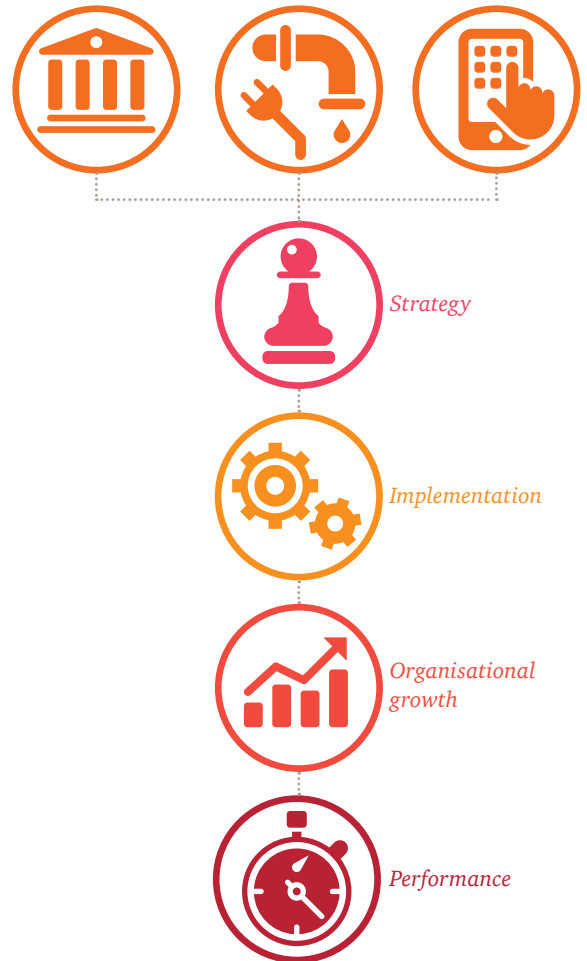 Strategy
Implementation
Organisational
growth
Performance